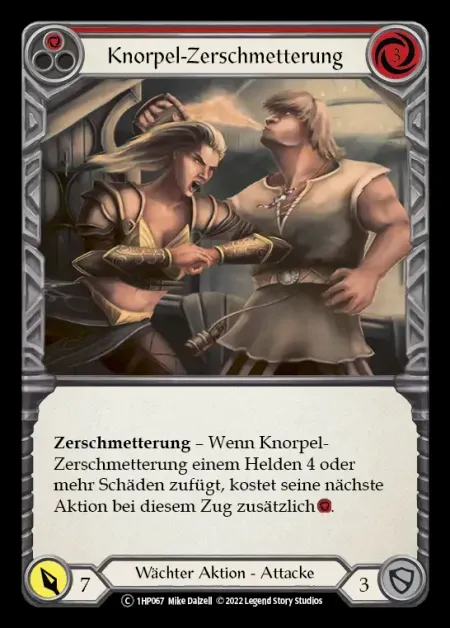 Knorpel-Zerschmetterung
3
Zerschmetterung – Wenn Knorpel-
Zerschmetterung einem Helden 4 oder
mehr Schäden zufügt, kostet seine nächste
Aktion bei diesem Zug zusätzlich.
7
Wächter Aktion - Attacke
3
C 1HP067 Mike Dalzell © 2022 Legend Story Studios